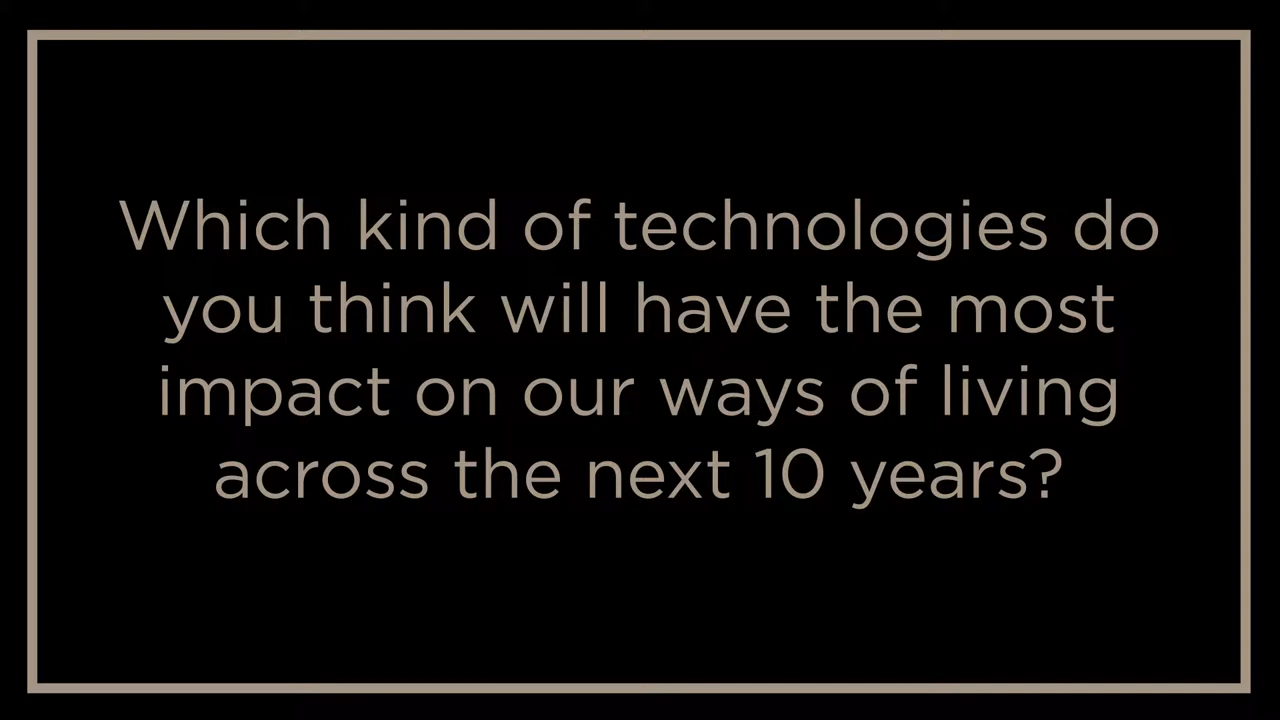 Which kind of technologies do
you think will have the most
impact on our ways of living
across the next 10 years?